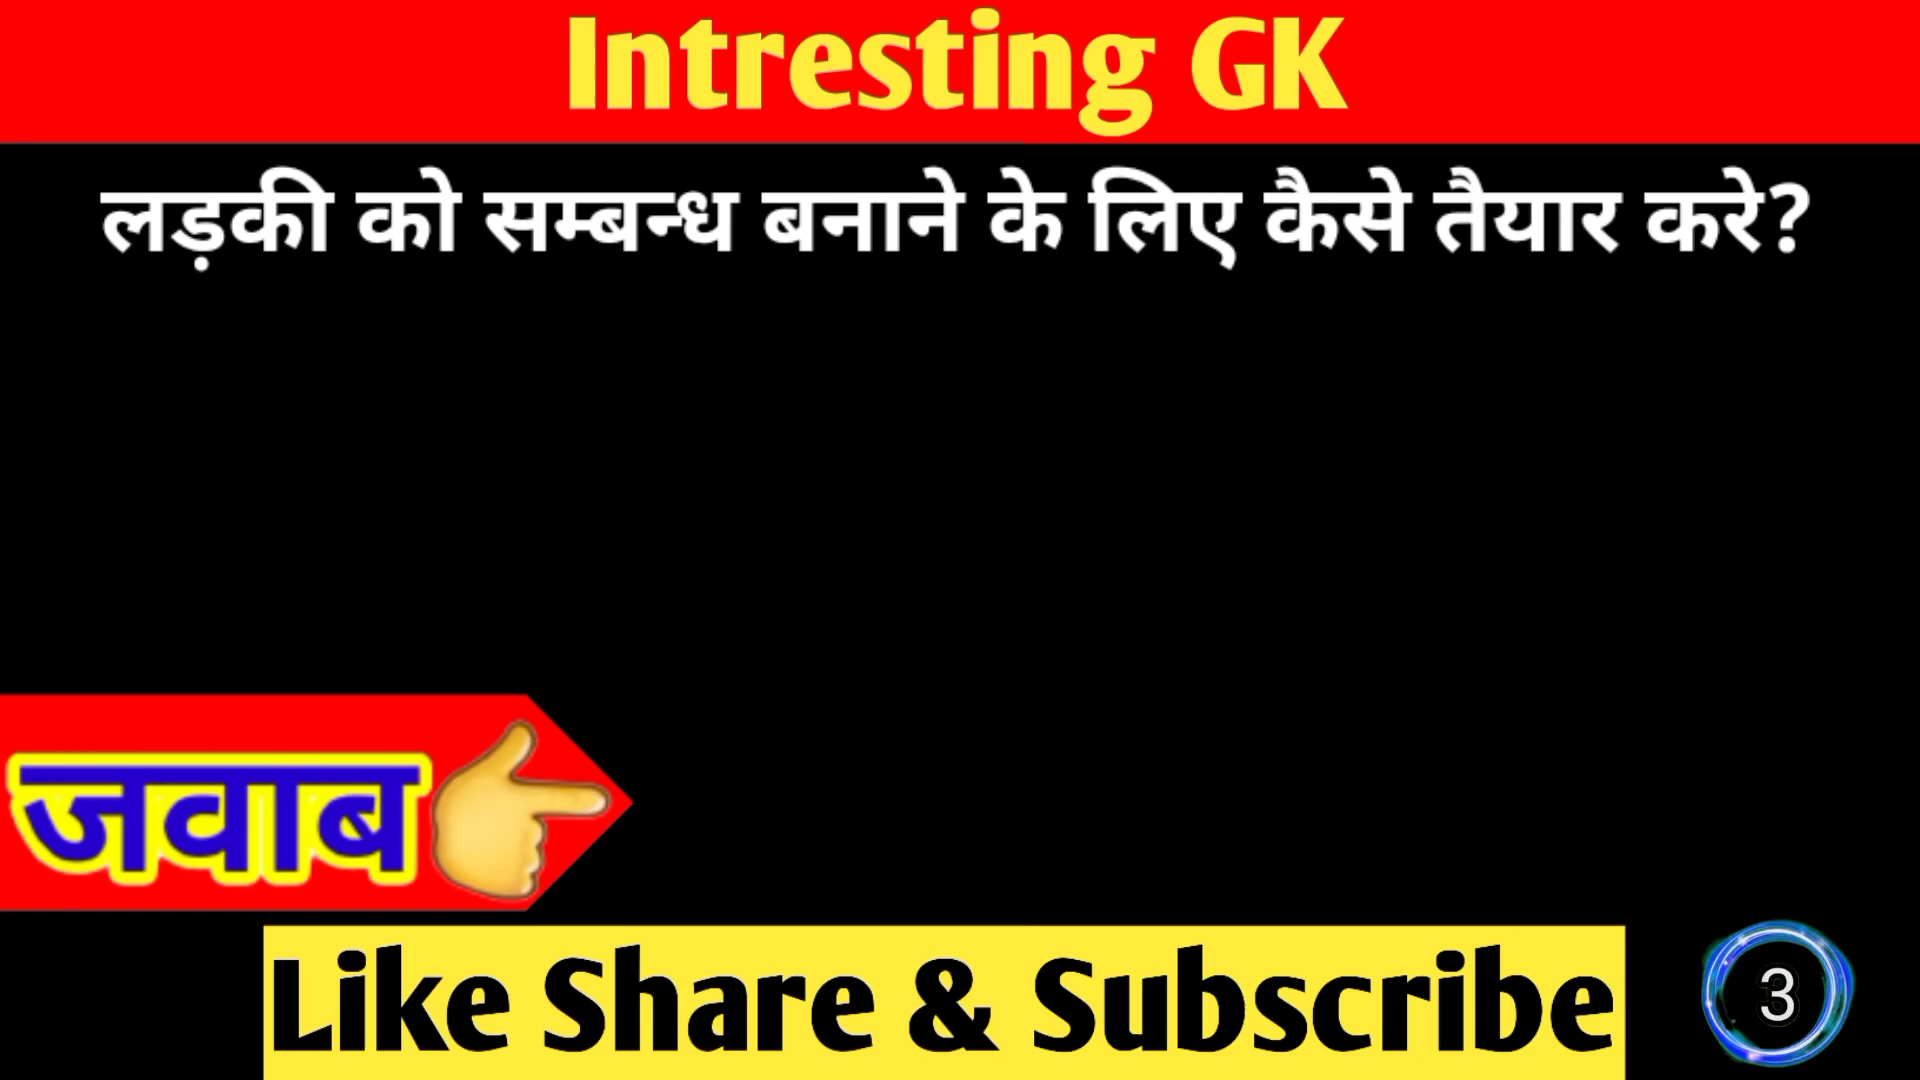 Intresting GK
लड़की को सम्बन्ध बनाने के लिए कैसे तैयार करे?
जवाब
Like Share & Subscribe
3